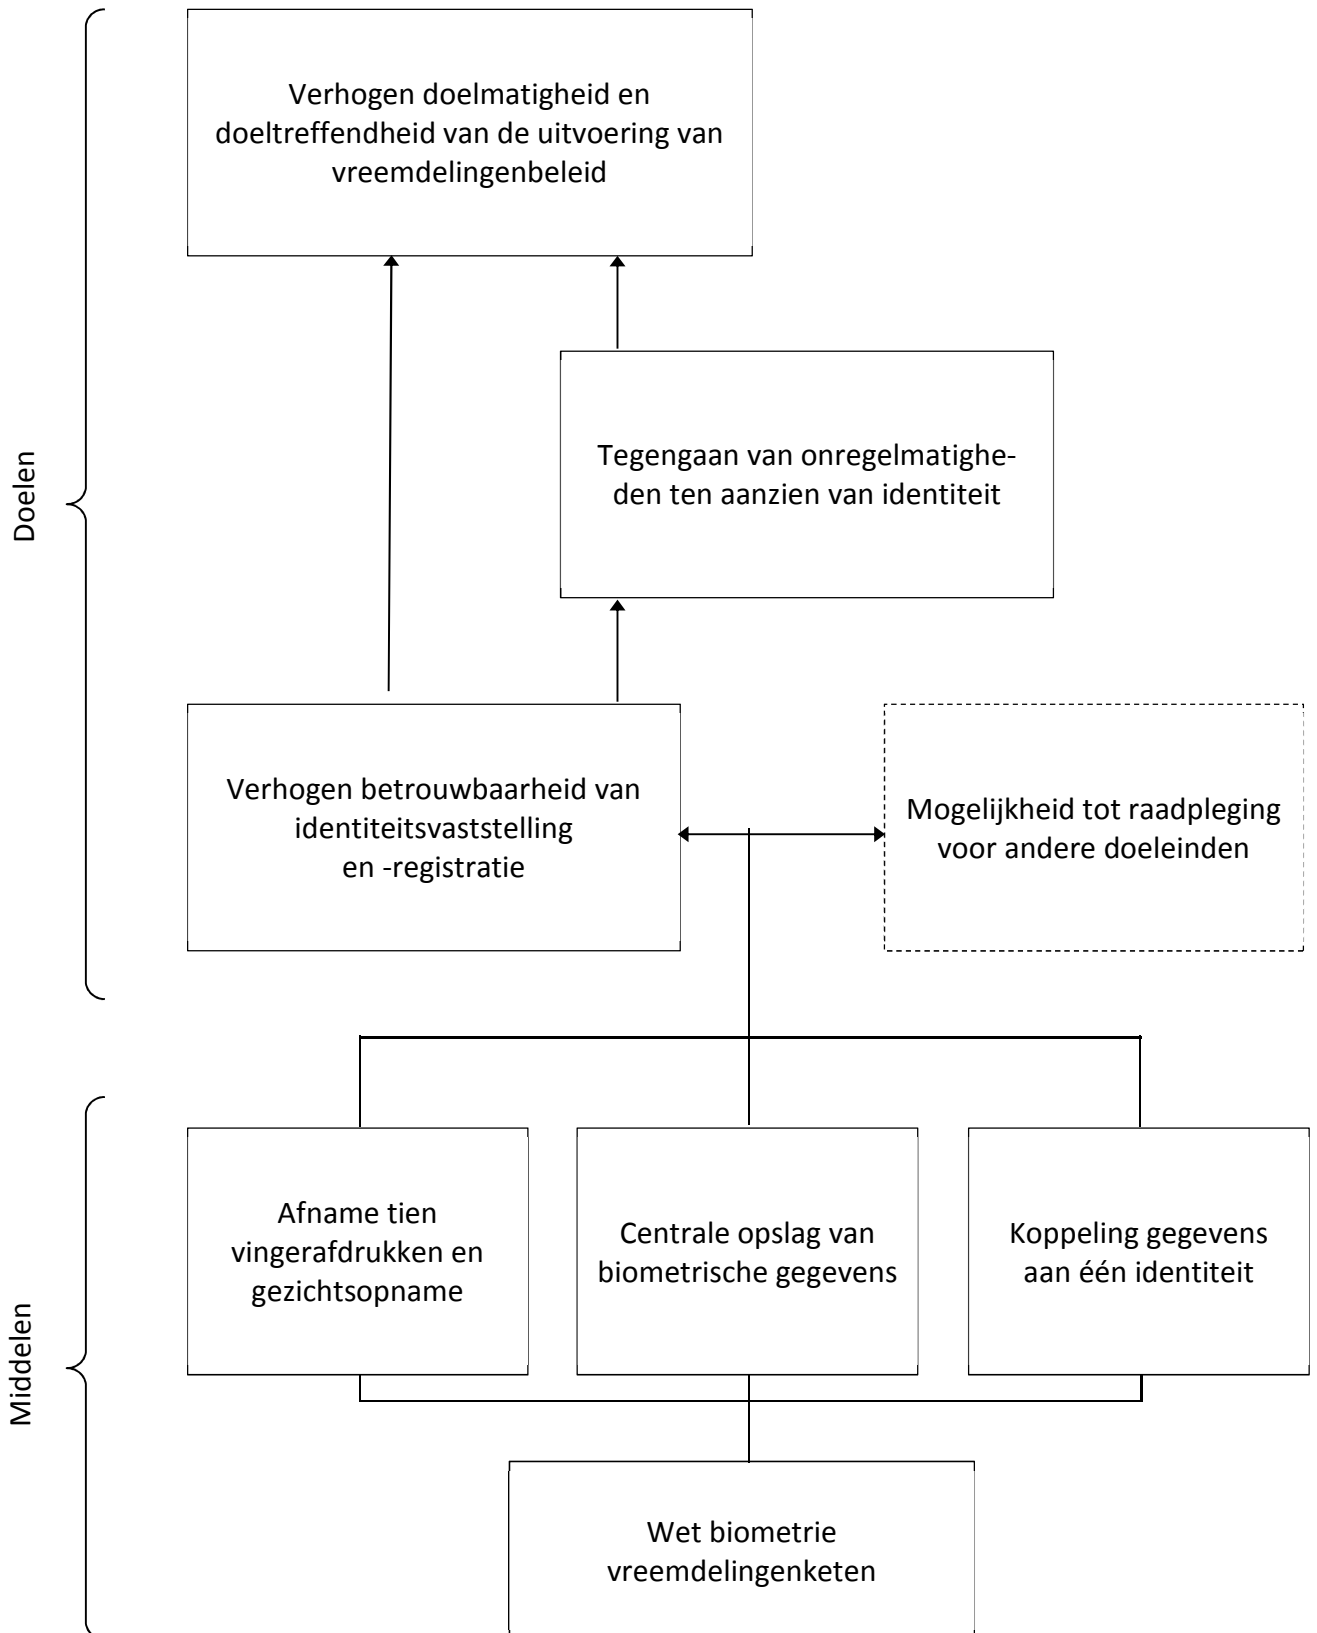 Doelen
Verhogen doelmatigheid en
doeltreffendheid van de uitvoering van
vreemdelingenbeleid
Tegengaan van onregelmatighe-
den ten aanzien van identiteit
Verhogen betrouwbaarheid van
identiteitsvaststelling
en -registratie
Mogelijkheid tot raadpleging
voor andere doeleinden
Middelen
Afname tien
vingerafdrukken en
gezichtsopname
Centrale opslag van
biometrische gegevens
Koppeling gegevens
aan één identiteit
Wet biometrie
vreemdelingenketen